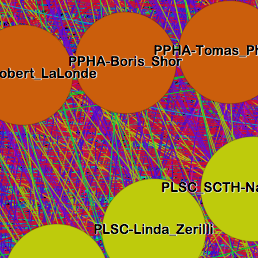 PPHA-Tomas_Ph
PPHA-Boris_Shor
obert_LaLonde
PLSC_SCTH-Na
PLSC-Linda_Zerilli